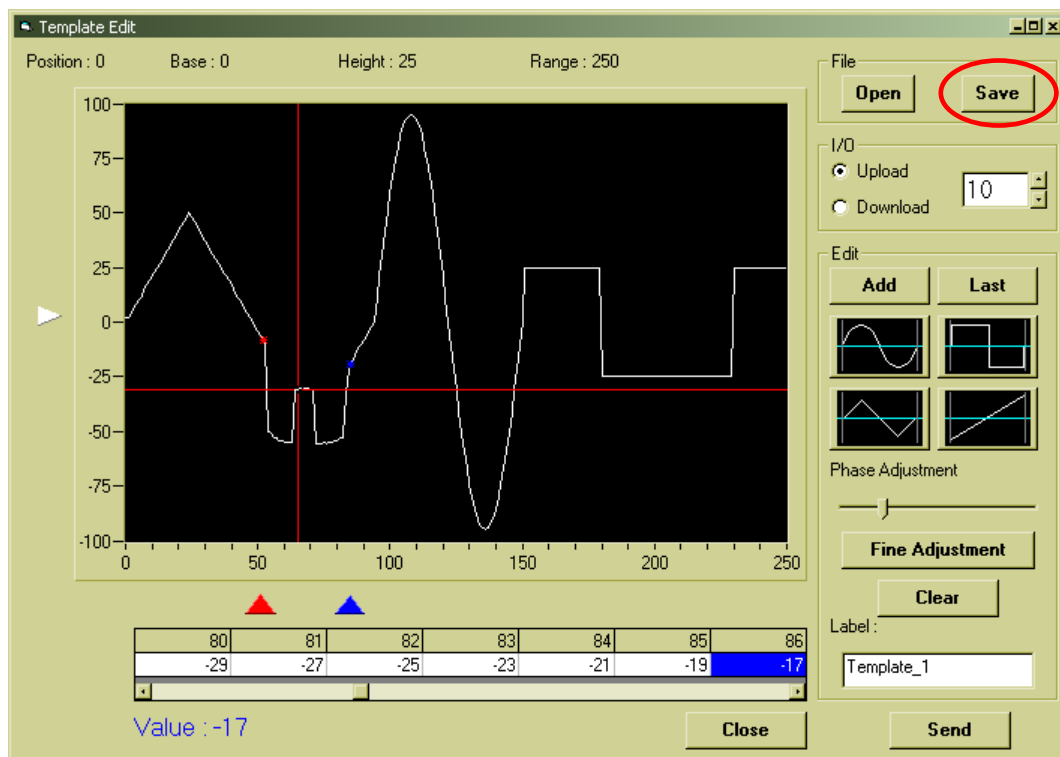 Template Edit
Position : 0 Base : 0 Height : 25 Range : 250
File
Open Save
I/O
Upload
Download
10
100
75
50
25
0
-25
-50
-75
-100
0 50 100 150 200 250
Edit
Add Last
Phase Adjustment
Fine Adjustment
Clear
Label :
Template_1
80 81 82 83 84 85 86
-29 -27 -25 -23 -21 -19 -17
Value : -17
Close Send